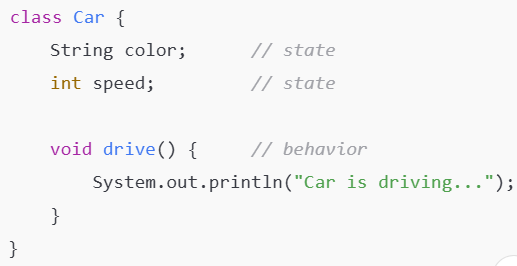 class Car {
    String color;      // state
    int speed;         // state
    void drive() {     // behavior
        System.out.println("Car is driving...");
    }
}